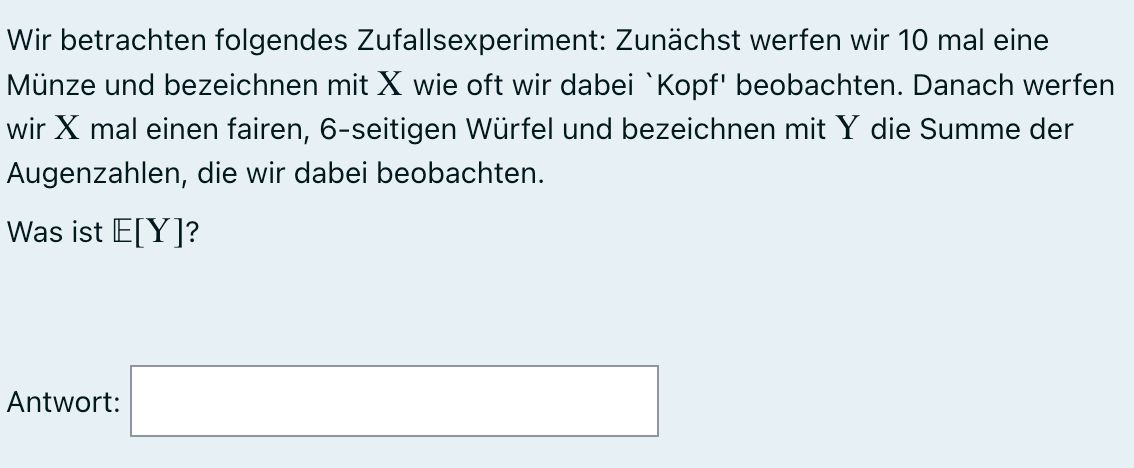 Wir betrachten folgendes Zufallsexperiment: Zunächst werfen wir 10 mal eine
Münze und bezeichnen mit X wie oft wir dabei `Kopf' beobachten. Danach werfen
wir X mal einen fairen, 6-seitigen Würfel und bezeichnen mit Y die Summe der
Augenzahlen, die wir dabei beobachten.
Was ist 𝔼[Y]?
Antwort: